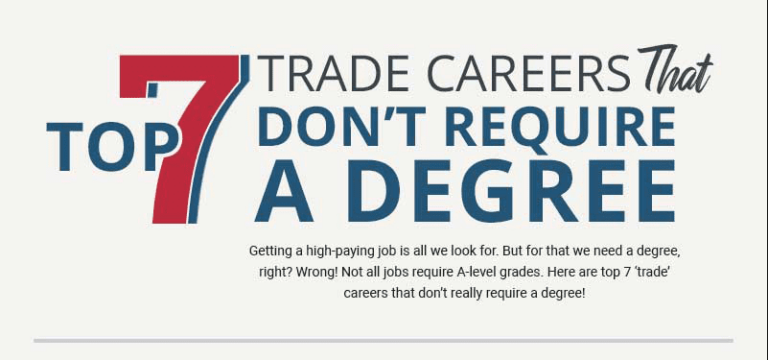 TOP 7 TRADE CAREERS That
DON'T REQUIRE
A DEGREE
Getting a high-paying job is all we look for. But for that we need a degree,
right? Wrong! Not all jobs require A-level grades. Here are top 7 ‘trade’
careers that don’t really require a degree!